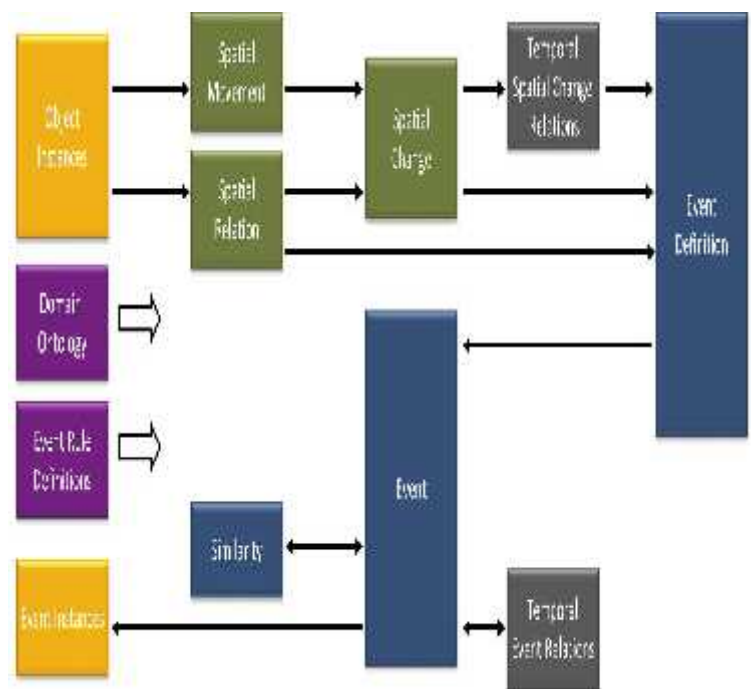 Object
Instances
Spatial
Movement
Spatial
Relation
Spatial
Change
Temporal
Spatial Change
Relations
Event
Definition
Domain
Ontology
Event Rule
Definitions
Event
Similarity
Event Instances
Temporal
Event Relations